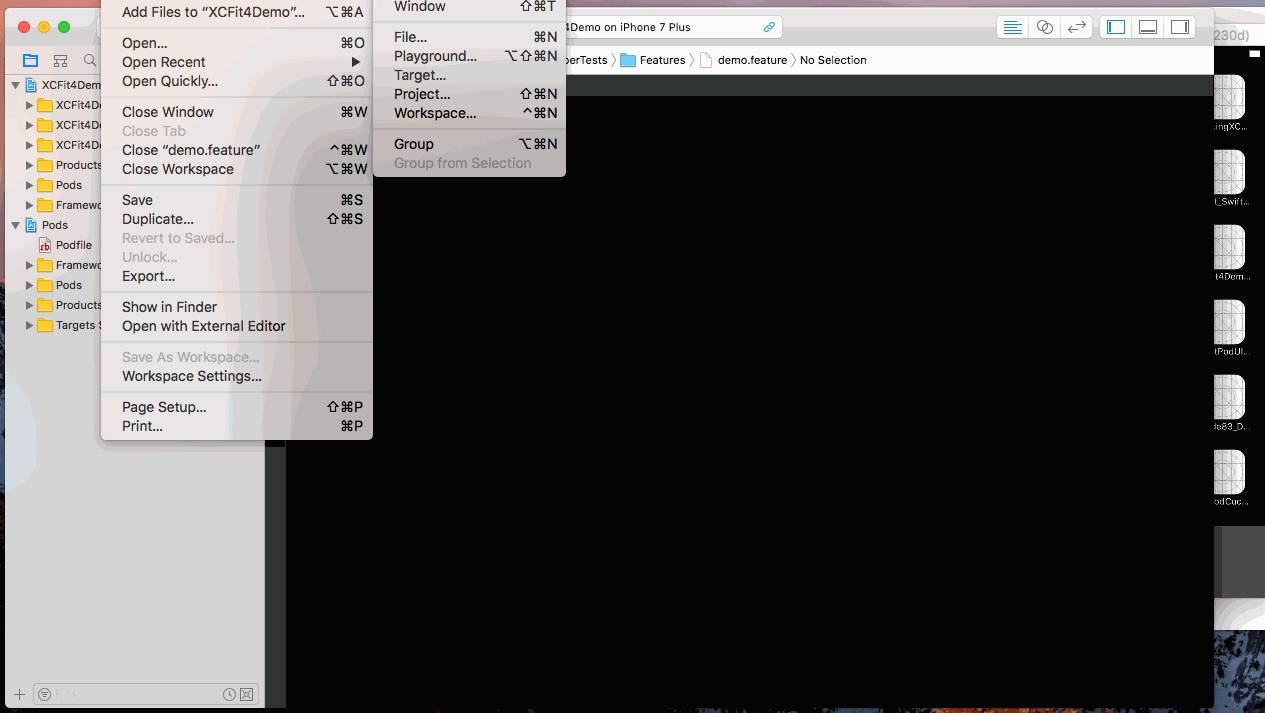 Add Files to “XCFit4Demo”... ⌥⌘A
Open... ⌘O
Open Recent ▶
Open Quickly... ⇧⌘O
Close Window ⌘W
Close Tab
Close “demo.feature” ^⌘W
Close Workspace ⌥⌘W
Save ⌘S
Duplicate... ⇧⌘S
Revert to Saved...
Unlock...
Export...
Show in Finder
Open with External Editor
Save As Workspace...
Workspace Settings...
Page Setup... ⇧⌘P
Print... ⌘P
Window ⇧⌘T
File... ⌘N
Playground... ⌥⇧⌘N
Target...
Project... ⇧⌘N
Workspace... ^⌘N
Group ⌥⌘N
Group from Selection
4Demo on iPhone 7 Plus
berTests 〉 Features 〉 demo.feature 〉 No Selection
XCFit4Dem
XCFit4De
XCFit4De
XCFit4De
Products
Pods
Framewo
Pods
Podfile
Framewo
Pods
Products
Targets S
Filter
230d)
ingXC...
t_Swift...
t4Dem...
tPodUI...
de83_D...
odCuc...